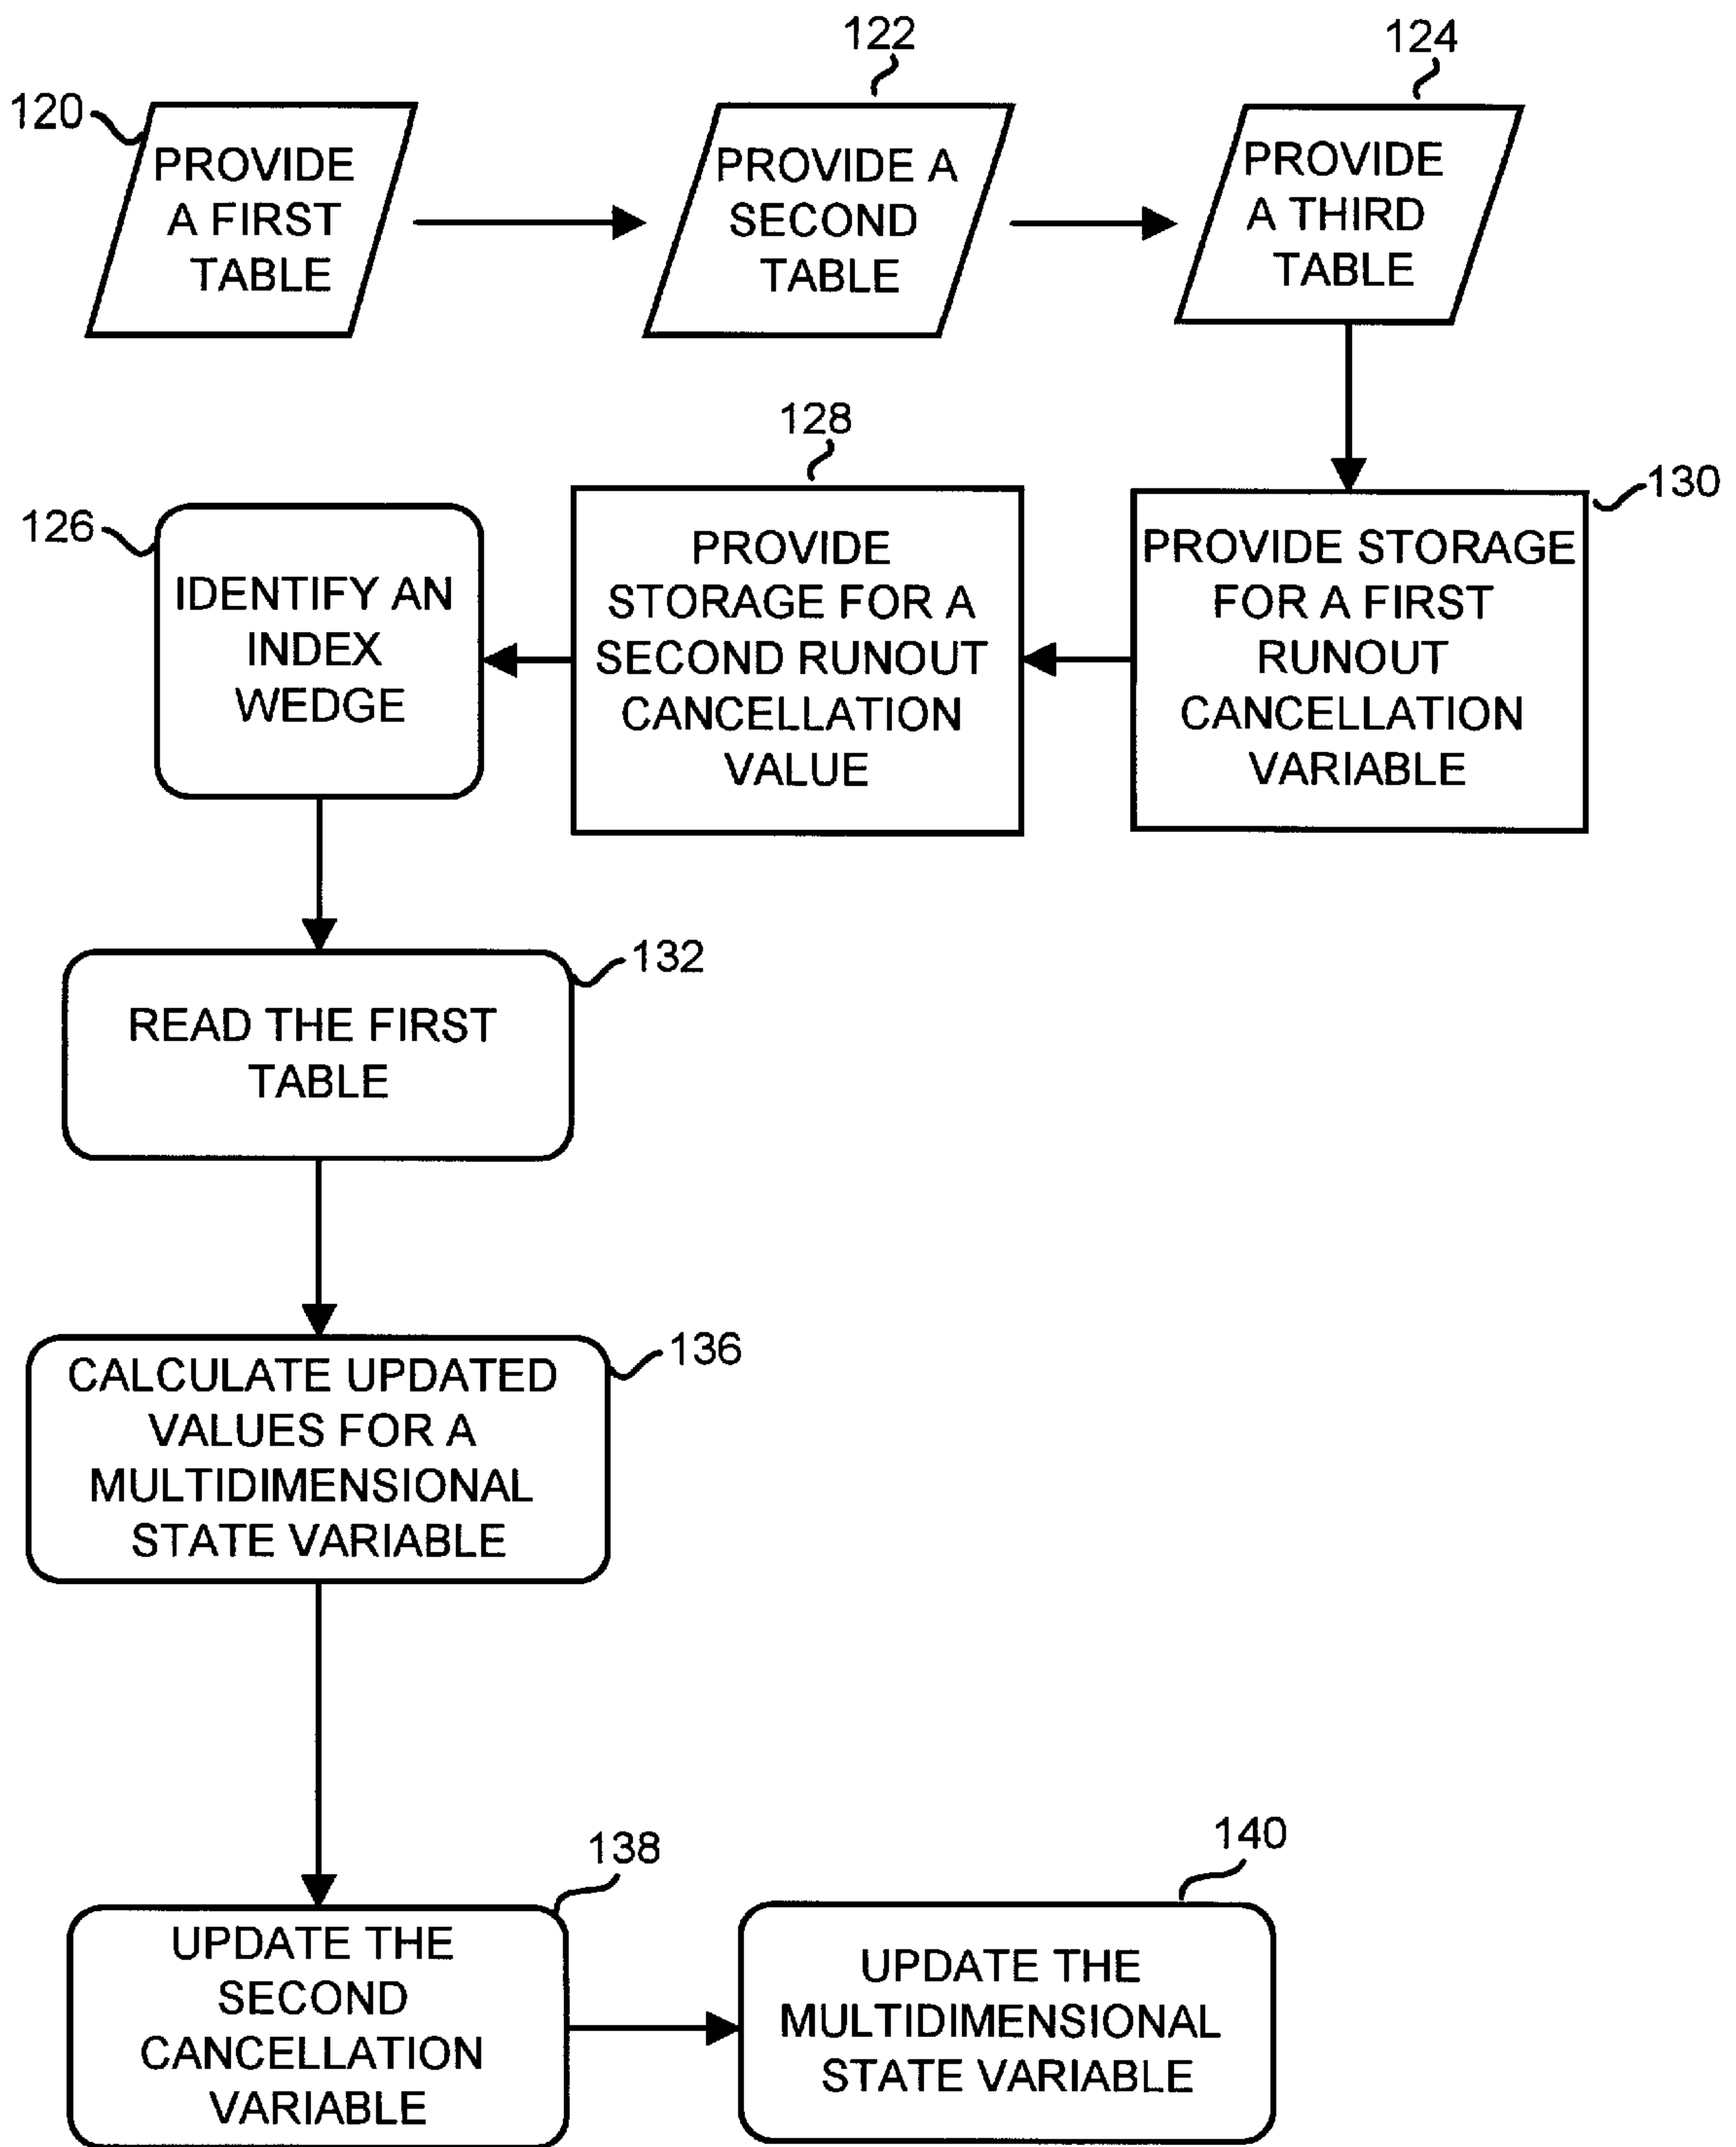 122
124
120
PROVIDE
A FIRST
TABLE
PROVIDE A
SECOND
TABLE
PROVIDE
A THIRD
TABLE
128
130
126
IDENTIFY AN
INDEX
WEDGE
PROVIDE
STORAGE FOR A
SECOND RUNOUT
CANCELLATION
VALUE
PROVIDE STORAGE
FOR A FIRST
RUNOUT
CANCELLATION
VARIABLE
132
READ THE FIRST
TABLE
136
CALCULATE UPDATED
VALUES FOR A
MULTIDIMENSIONAL
STATE VARIABLE
138
140
UPDATE THE
SECOND
CANCELLATION
VARIABLE
UPDATE THE
MULTIDIMENSIONAL
STATE VARIABLE